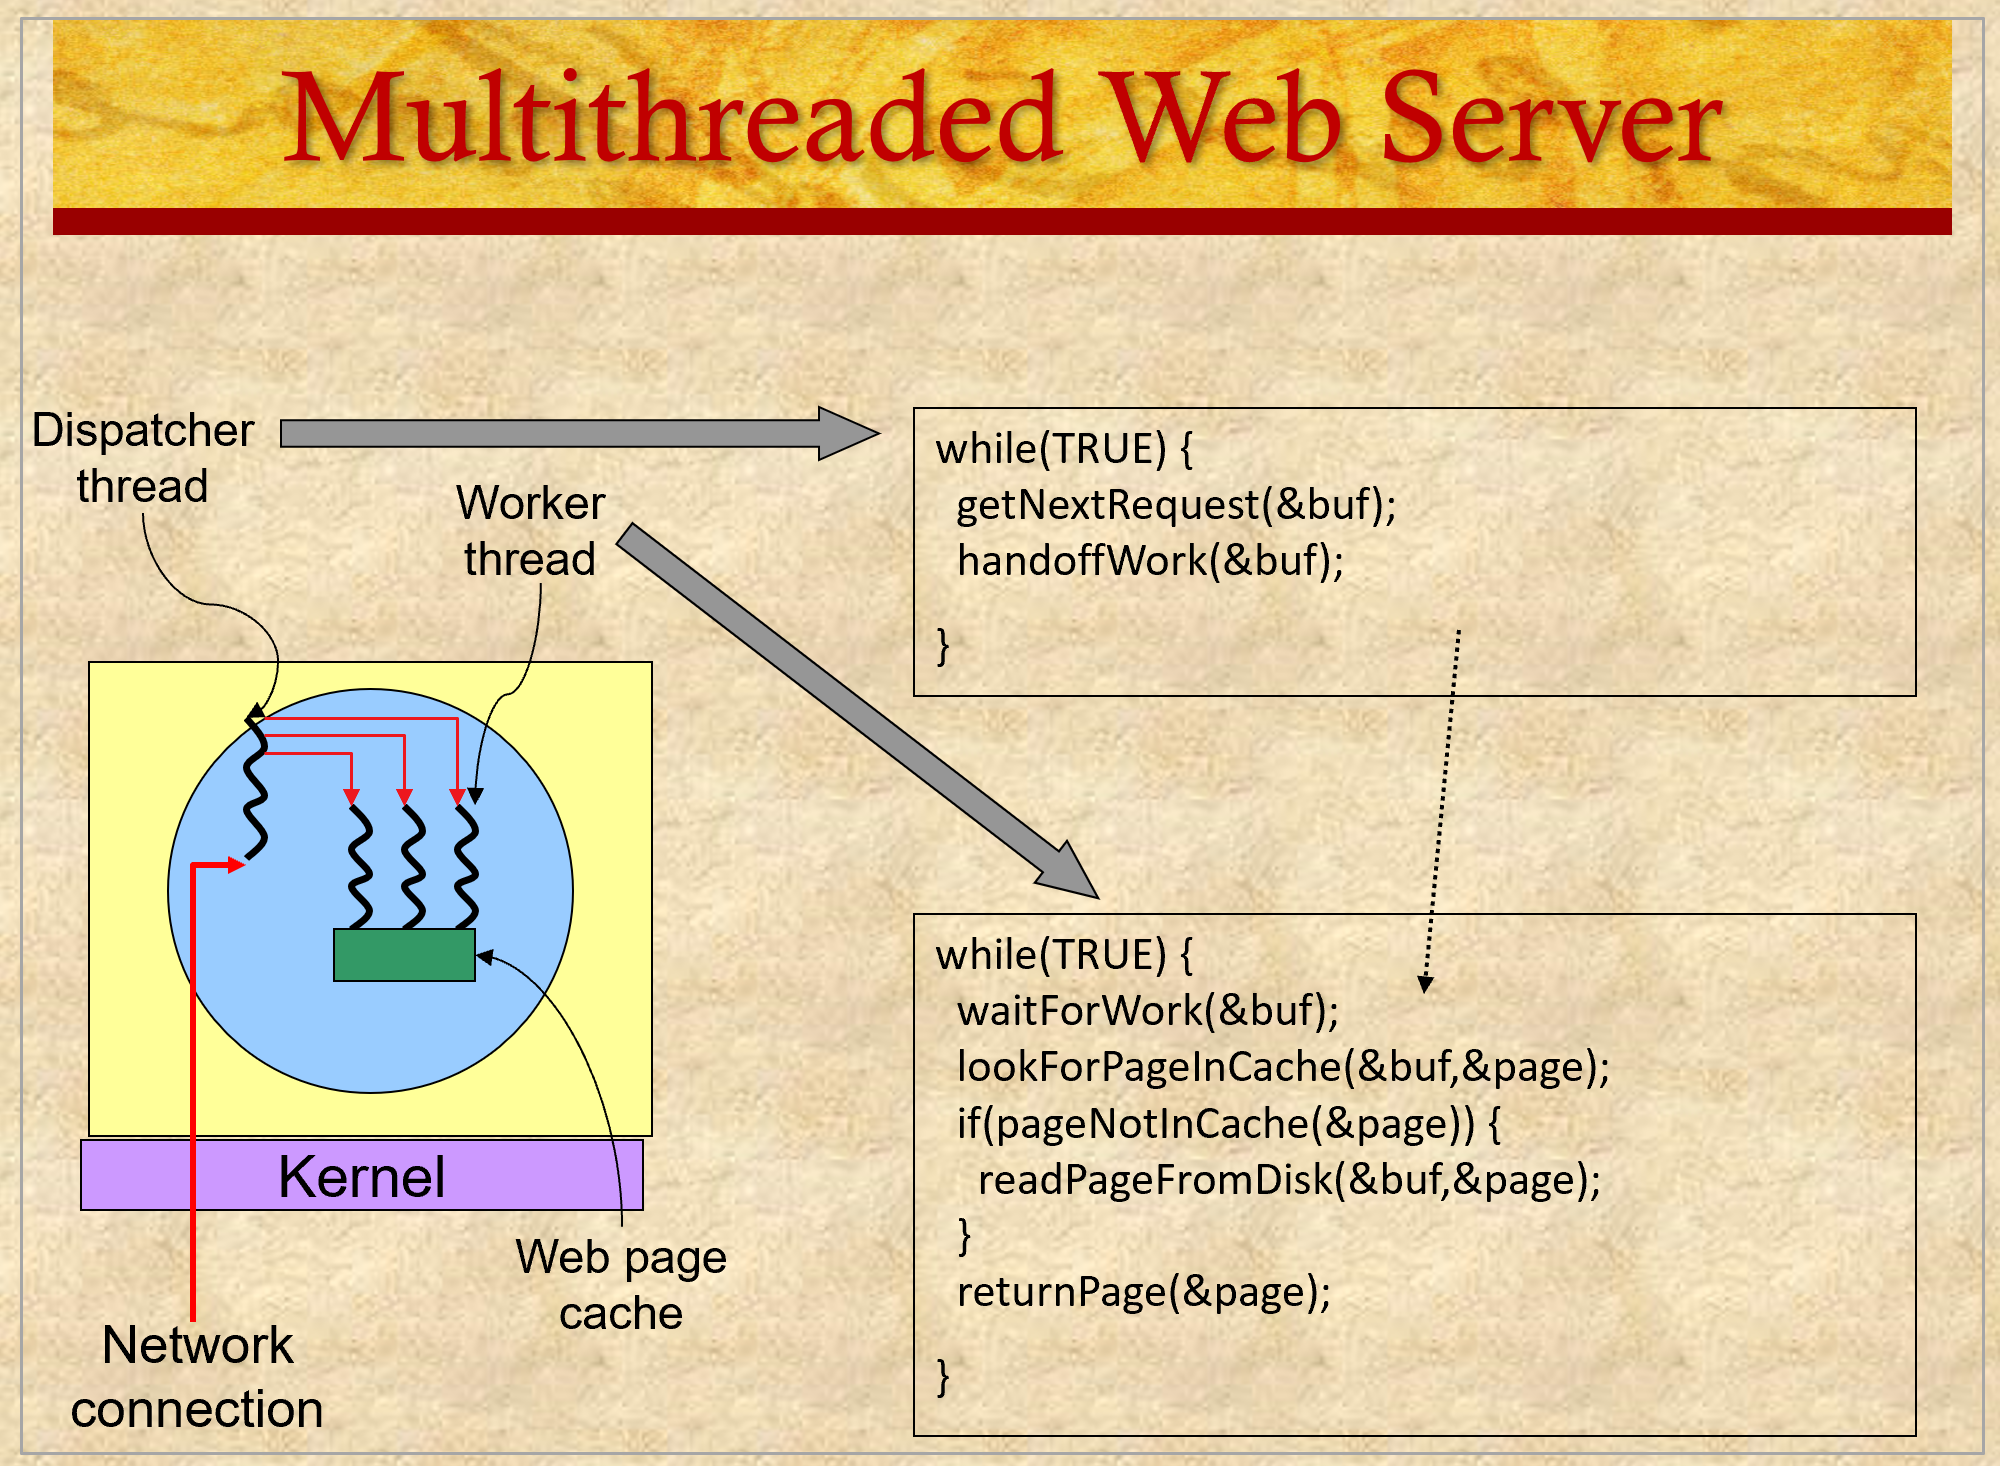 Multithreaded Web Server
Dispatcher
thread
Worker
thread
while(TRUE) {
getNextRequest(&buf);
handoffWork(&buf);
}
while(TRUE) {
waitForWork(&buf);
lookForPageInCache(&buf,&page);
if(pageNotInCache(&page)) {
readPageFromDisk(&buf,&page);
}
returnPage(&page);
}
Kernel
Web page
cache
Network
connection